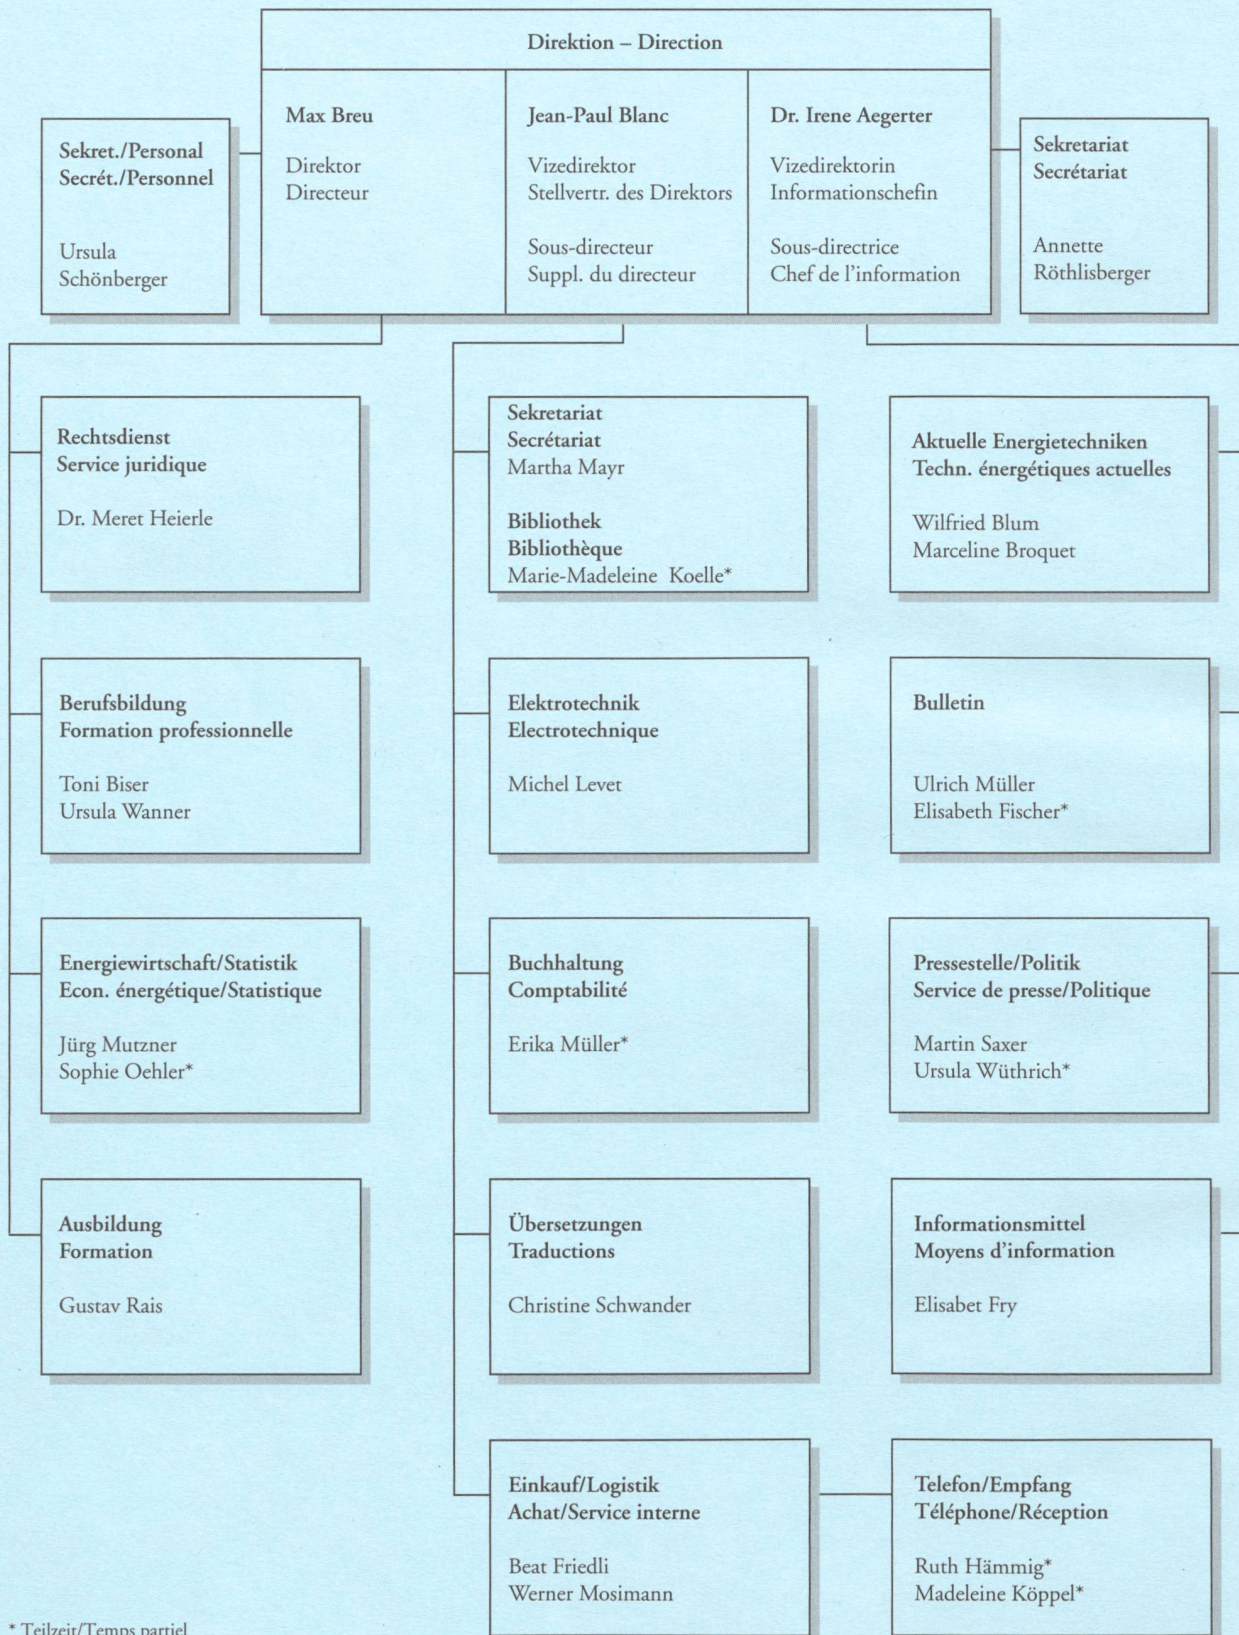 Direktion – Direction
Sekret./Personal
Secrét./Personnel
Ursula
Schönberger
Max Breu
Direktor
Directeur
Jean-Paul Blanc
Vizedirektor
Stellvertr. des Direktors
Sous-directeur
Suppl. du directeur
Dr. Irene Aegerter
Vizedirektorin
Informationschefin
Sous-directrice
Chef de l'information
Sekretariat
Secrétariat
Annette
Röthlisberger
Rechtsdienst
Service juridique
Dr. Meret Heierle
Sekretariat
Secrétariat
Martha Mayr
Bibliothek
Bibliothèque
Marie-Madeleine Koelle*
Aktuelle Energietechniken
Techn. énergétiques actuelles
Wilfried Blum
Marceline Broquet
Berufsbildung
Formation professionnelle
Toni Biser
Ursula Wanner
Elektrotechnik
Electrotechnique
Michel Levet
Bulletin
Ulrich Müller
Elisabeth Fischer*
Energiewirtschaft/Statistik
Econ. énergétique/Statistique
Jürg Mutzner
Sophie Oehler*
Buchhaltung
Comptabilité
Erika Müller*
Pressestelle/Politik
Service de presse/Politique
Martin Saxer
Ursula Wüthrich*
Ausbildung
Formation
Gustav Rais
Übersetzungen
Traductions
Christine Schwander
Informationsmittel
Moyens d'information
Elisabet Fry
Einkauf/Logistik
Achat/Service interne
Beat Friedli
Werner Mosimann
Telefon/Empfang
Téléphone/Réception
Ruth Hämmig*
Madeleine Köppel*
* Teilzeit/Temps partiel